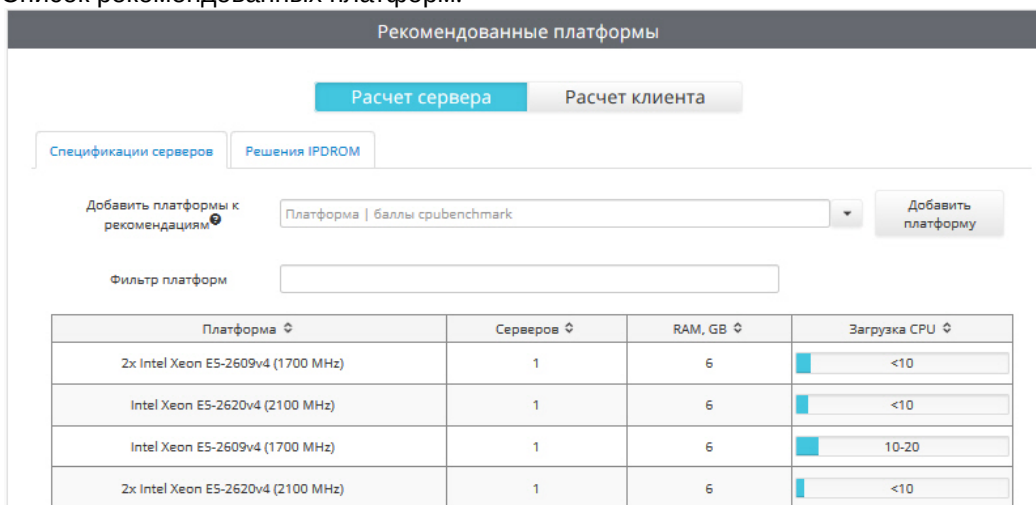 Список рекомендованных платформ:
Рекомендованные платформы
Расчет сервера Расчет клиента
Спецификации серверов Решения IPDROM
Добавить платформы к рекомендациям
Платформа | баллы cpubenchmark
Добавить платформу
Фильтр платформ
Платформа Серверов RAM, GB Загрузка CPU
2x Intel Xeon E5-2609v4 (1700 MHz) 1 6 <10
Intel Xeon E5-2620v4 (2100 MHz) 1 6 <10
Intel Xeon E5-2609v4 (1700 MHz) 1 6 10-20
2x Intel Xeon E5-2620v4 (2100 MHz) 1 6 <10